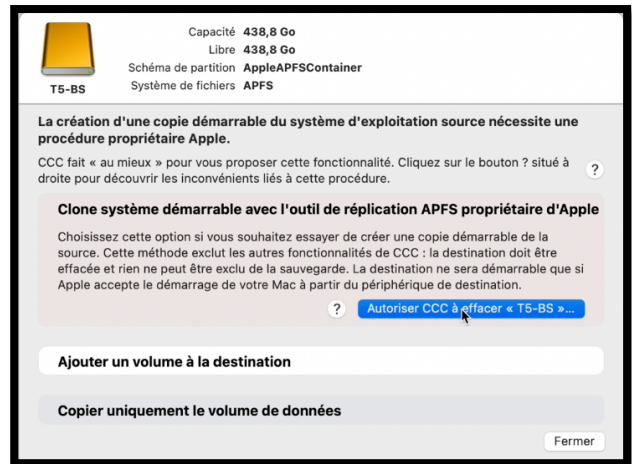 Capacité 438,8 Go
Libre 438,8 Go
Schéma de partition AppleAPFSContainer
Système de fichiers APFS
T5-BS
La création d'une copie démarrable du système d'exploitation source nécessite une
procédure propriétaire Apple.
CCC fait « au mieux » pour vous proposer cette fonctionnalité. Cliquez sur le bouton ? situé à
droite pour découvrir les inconvénients liés à cette procédure.
?
Clone système démarrable avec l'outil de réplication APFS propriétaire d'Apple
Choisissez cette option si vous souhaitez essayer de créer une copie démarrable de la
source. Cette méthode exclut les autres fonctionnalités de CCC : la destination doit être
effacée et rien ne peut être exclu de la sauvegarde. La destination ne sera démarrable que si
Apple accepte le démarrage de votre Mac à partir du périphérique de destination.
? Autoriser CCC à effacer « T5-BS »...
Ajouter un volume à la destination
Copier uniquement le volume de données
Fermer